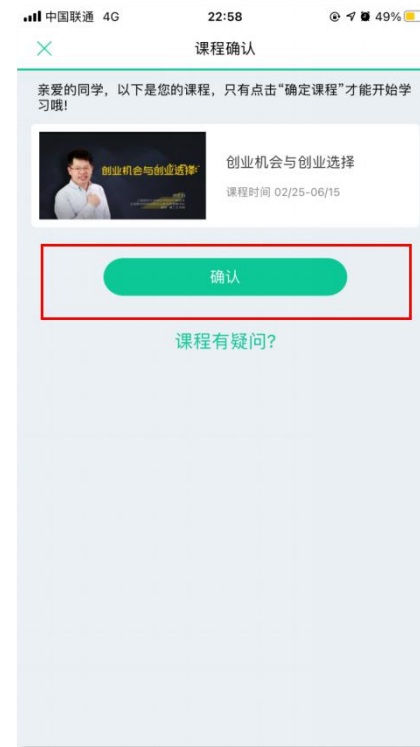 中国联通 4G 22:58 49%
课程确认
亲爱的同学，以下是您的课程，只有点击“确定课程”才能开始学
习哦!
创业机会与创业选择
创业机会与创业选择
课程时间 02/25-06/15
确认
课程有疑问?